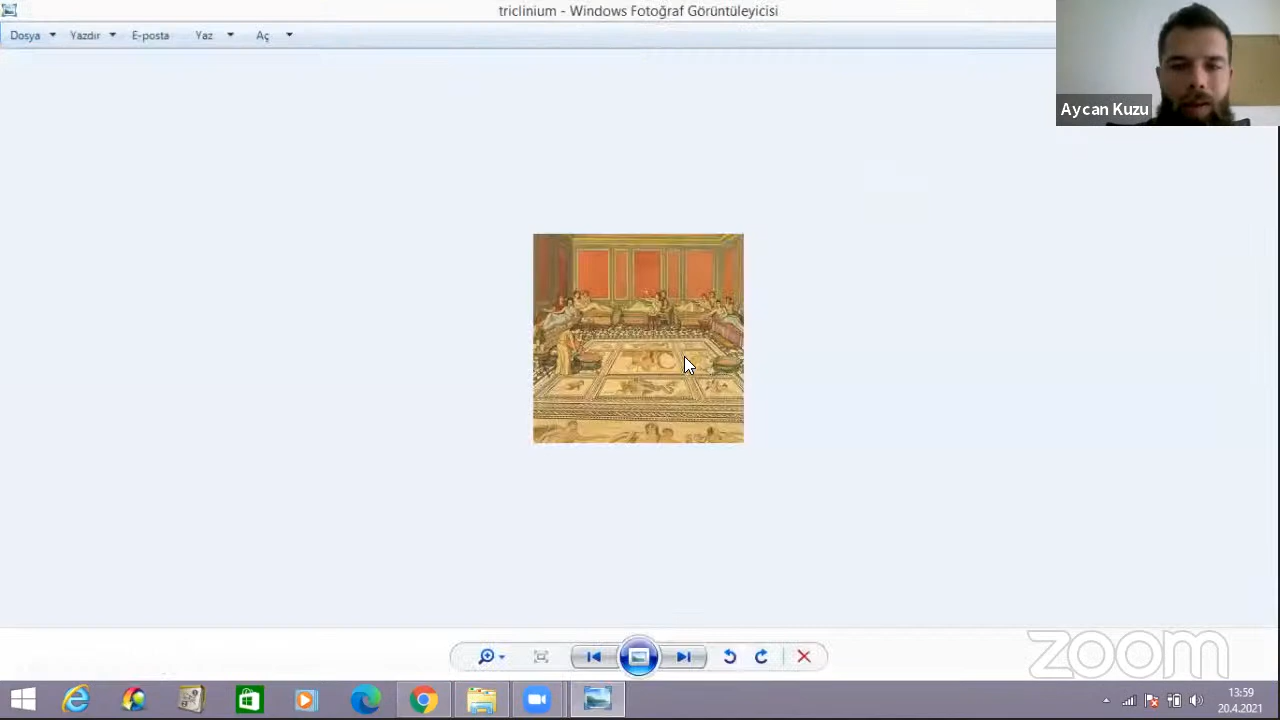 triclinium - Windows Fotoğraf Görüntüleyicisi
Dosya Yazdır E-posta Yaz Aç
Aycan Kuzu
zoom
13:59
20.4.2021